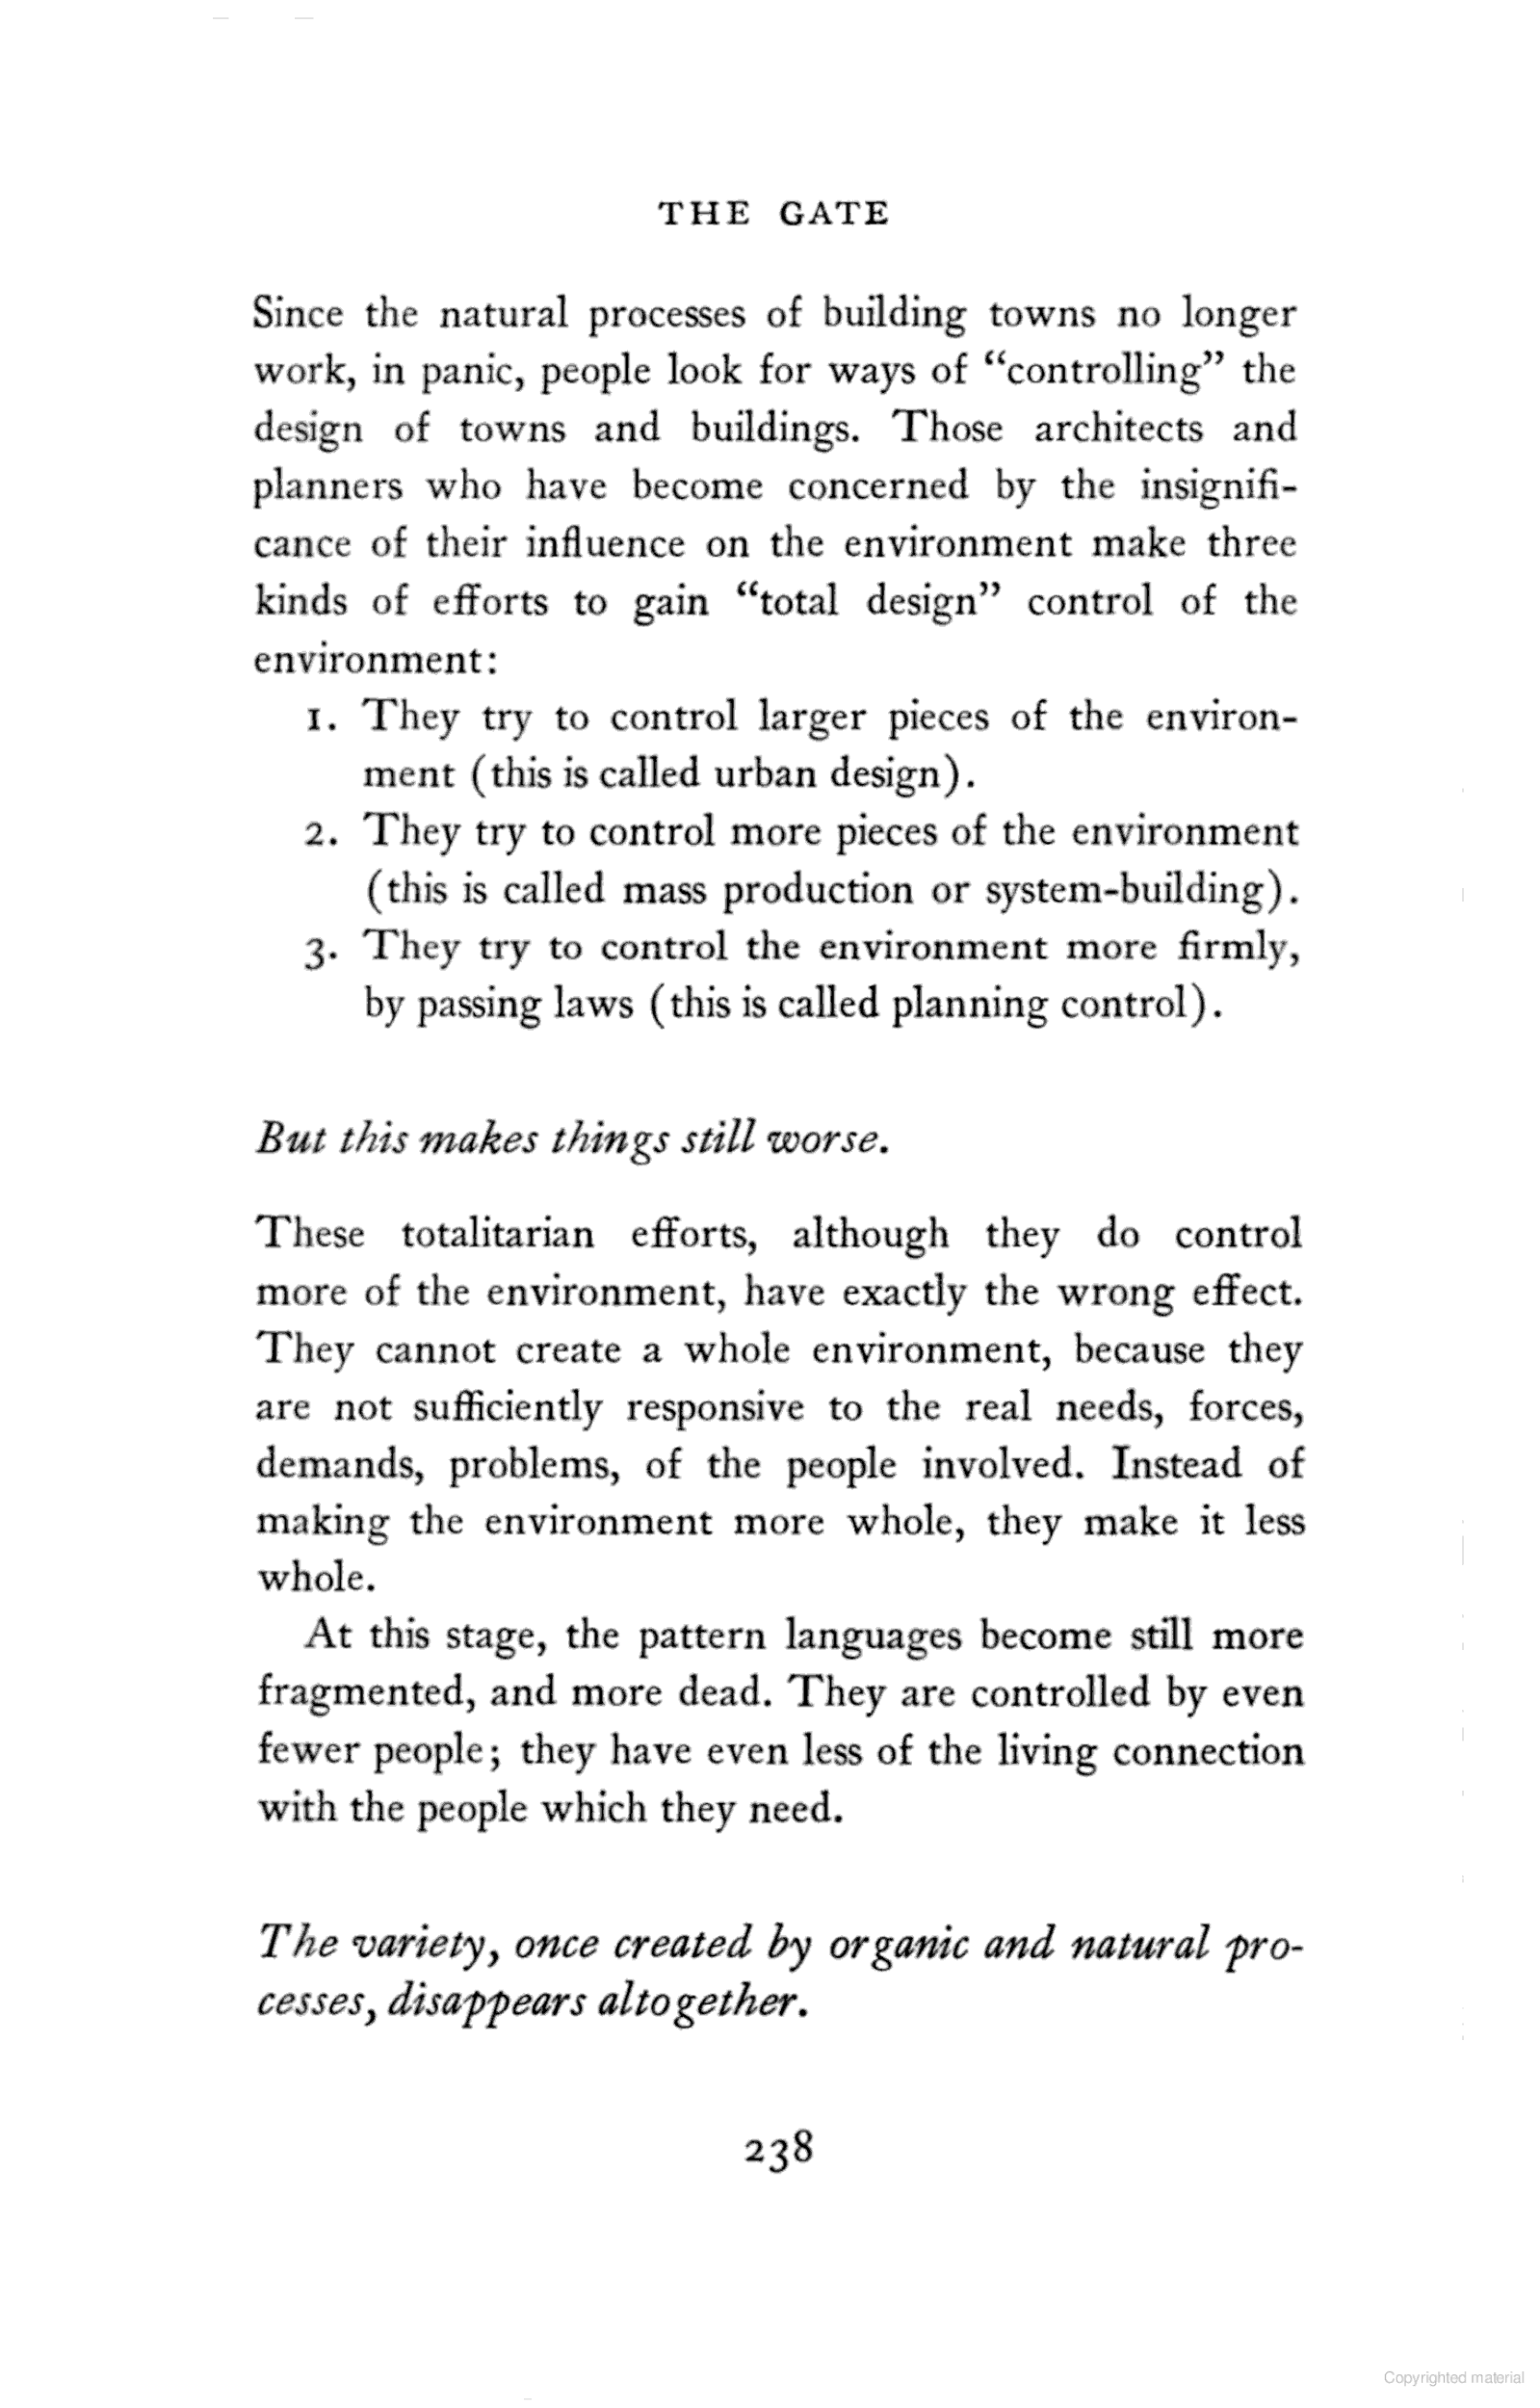 THE GATE
Since the natural processes of building towns no longer
work, in panic, people look for ways of “controlling” the
design of towns and buildings. Those architects and
planners who have become concerned by the insignifi-
cance of their influence on the environment make three
kinds of efforts to gain “total design” control of the
environment:
1. They try to control larger pieces of the environ-
ment (this is called urban design).
2. They try to control more pieces of the environment
(this is called mass production or system-building).
3. They try to control the environment more firmly,
by passing laws (this is called planning control).
But this makes things still worse.
These totalitarian efforts, although they do control
more of the environment, have exactly the wrong effect.
They cannot create a whole environment, because they
are not sufficiently responsive to the real needs, forces,
demands, problems, of the people involved. Instead of
making the environment more whole, they make it less
whole.
At this stage, the pattern languages become still more
fragmented, and more dead. They are controlled by even
fewer people; they have even less of the living connection
with the people which they need.
The variety, once created by organic and natural pro-
cesses, disappears altogether.
238
Copyrighted material